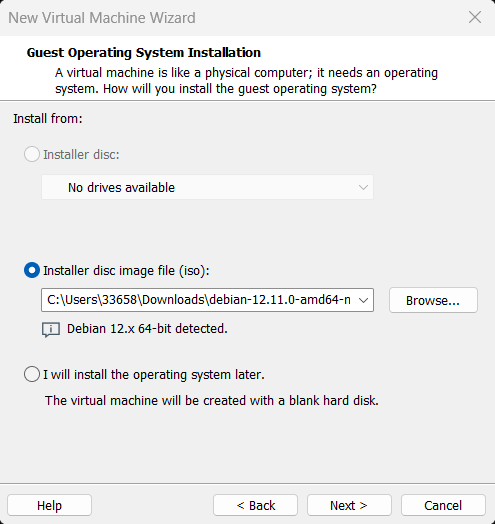 New Virtual Machine Wizard
Guest Operating System Installation
A virtual machine is like a physical computer; it needs an operating
system. How will you install the guest operating system?
Install from:
Installer disc:
No drives available
Installer disc image file (iso):
C:\Users\33658\Downloads\debian-12.11.0-amd64-n
Browse...
Debian 12.x 64-bit detected.
I will install the operating system later.
The virtual machine will be created with a blank hard disk.
Help
< Back
Next >
Cancel